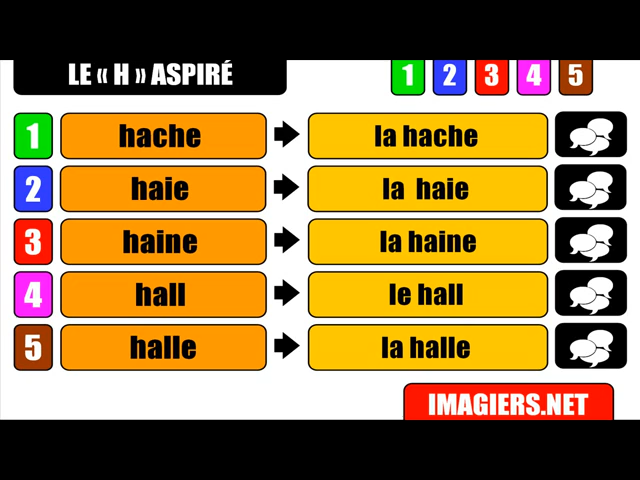 LE « H » ASPIRÉ
1 2 3 4 5
1 hache la hache
2 haie la haie
3 haine la haine
4 hall le hall
5 halle la halle
IMAGIERS.NET